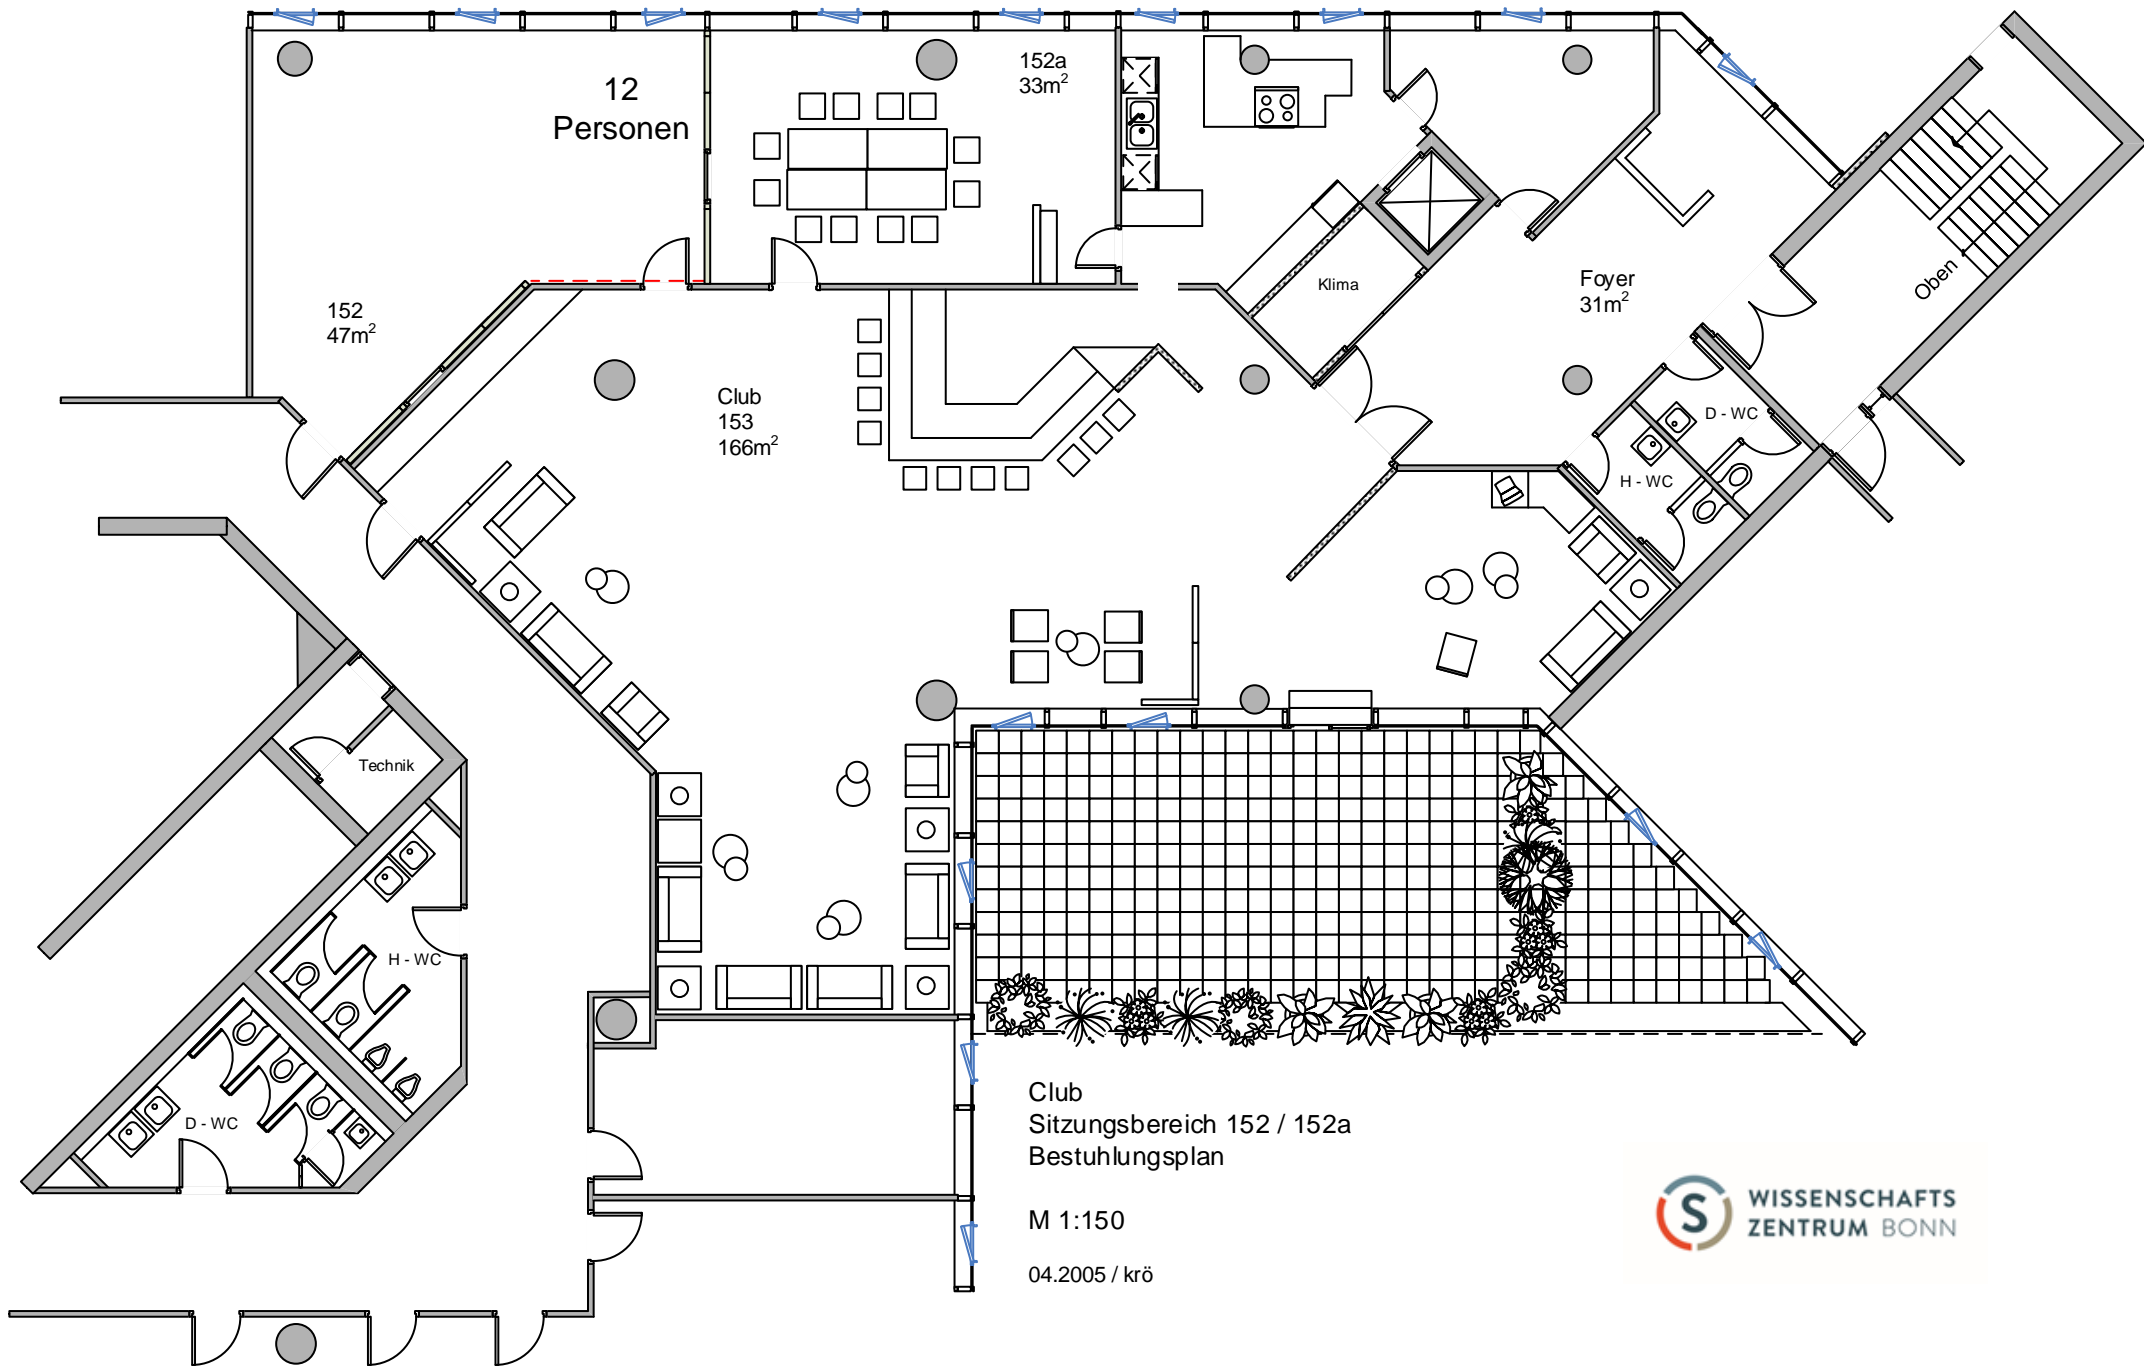 12
Personen
152a
33m²
152
47m²
Club
153
166m²
Klima
Foyer
31m²
Oben
D - WC
H - WC
Technik
H - WC
D - WC
Club
Sitzungsbereich 152 / 152a
Bestuhlungsplan
M 1:150
04.2005 / krö
S
WISSENSCHAFTS
ZENTRUM BONN